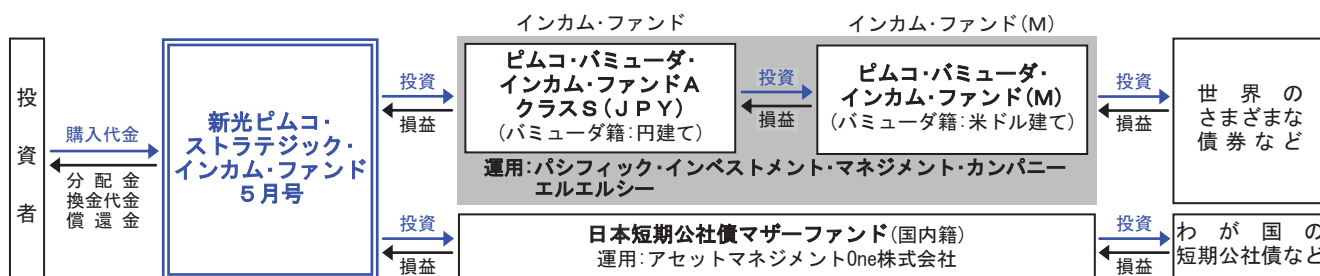 インカム・ファンド
インカム・ファンド(M)
投資者
購入代金
分配金
換金代金
償還金
新光ピムコ・
ストラテジック・
インカム・ファンド
5月号
投資
損益
ピムコ・バミューダ・
インカム・ファンドA
クラスS(JPY)
(バミューダ籍:円建て)
投資
損益
ピムコ・バミューダ・
インカム・ファンド(M)
(バミューダ籍:米ドル建て)
運用:パシフィック・インベストメント・マネジメント・カンパニー
エルエルシー
投資
損益
世界の
さまざまな
債券など
投資
損益
日本短期公社債マザーファンド(国内籍)
運用:アセットマネジメントOne株式会社
投資
損益
わが国の
短期公社債など